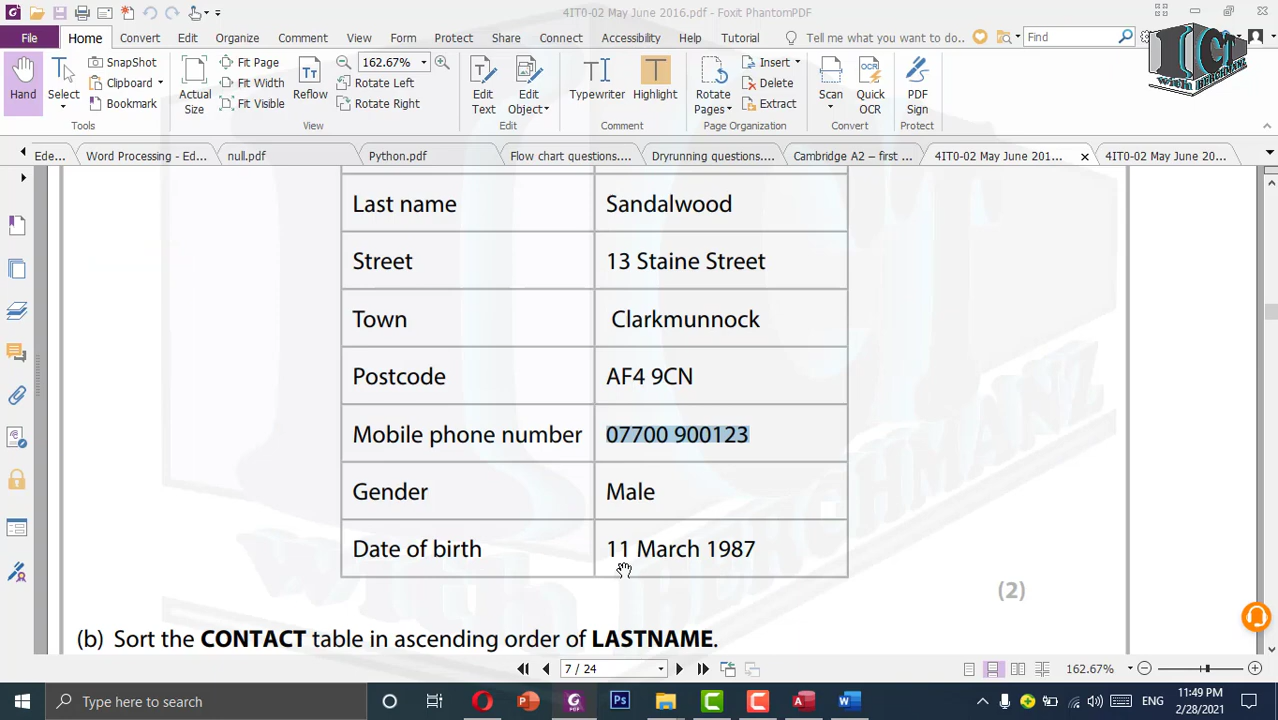 4IT0-02 May June 2016.pdf - Foxit PhantomPDF
File Home Convert Edit Organize Comment View Form Protect Share Connect Accessibility Help Tutorial Tell me what you want to do... Find
Hand
Select
SnapShot
Clipboard
Bookmark
Tools
Actual Size
Fit Page
Fit Width
Fit Visible
Reflow
162.67%
Rotate Left
Rotate Right
View
Edit Text
Edit Object
Edit
Typewriter
Highlight
Comment
Rotate Pages
Insert
Delete
Extract
Page Organization
Scan
Quick OCR
Convert
PDF Sign
Protect
ICT
Ede... Word Processing - Ed... null.pdf Python.pdf Flow chart questions.... Dryrunning questions.... Cambridge A2 – first ... 4IT0-02 May June 201... 4IT0-02 May June 20...
Last name Sandalwood
Street 13 Staine Street
Town Clarkmunnock
Postcode AF4 9CN
Mobile phone number 07700 900123
Gender Male
Date of birth 11 March 1987
(2)
(b) Sort the CONTACT table in ascending order of LASTNAME.
7 / 24
162.67%
Type here to search
ENG
11:49 PM
2/28/2021